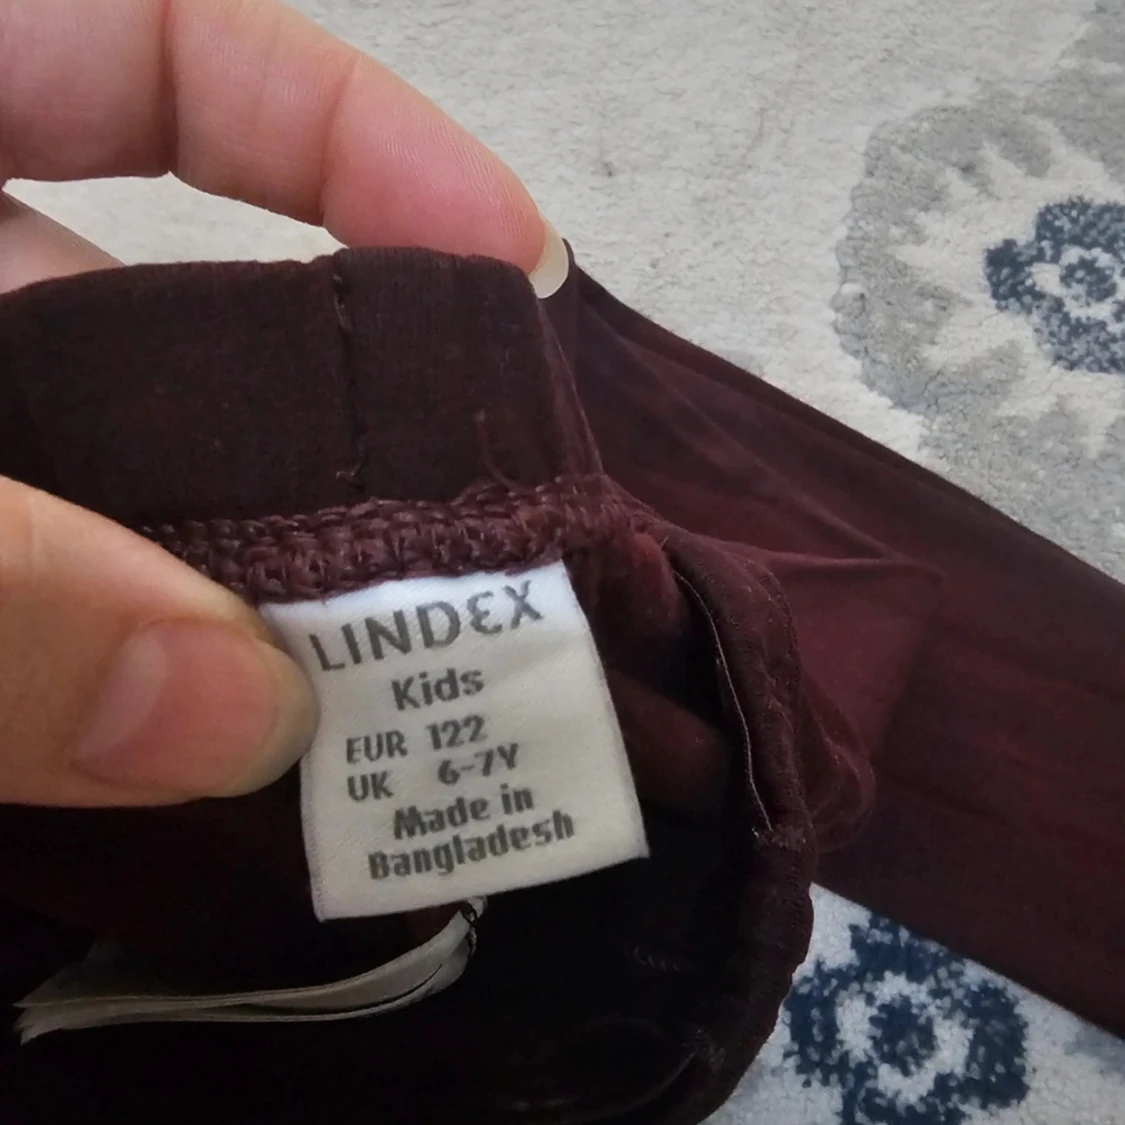 LINDEX
Kids
EUR 122
UK 6-7Y
Made in
Bangladesh